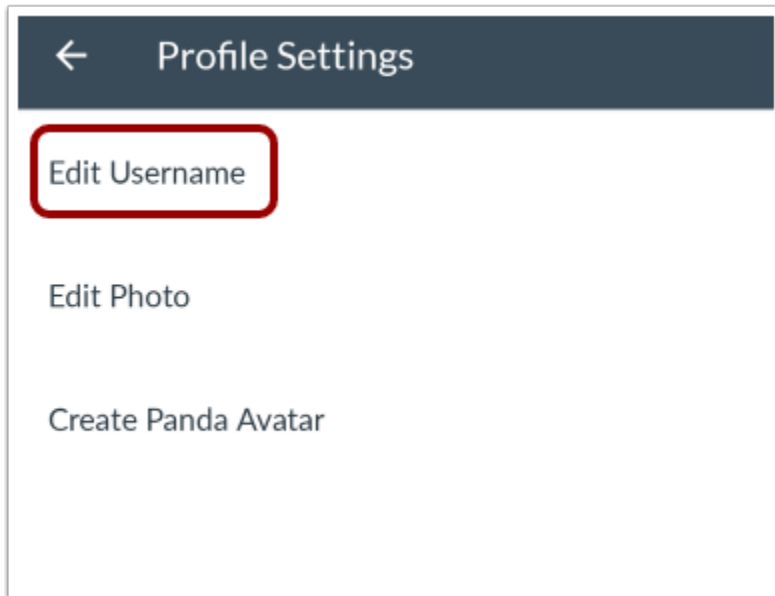 Profile Settings
Edit Username
Edit Photo
Create Panda Avatar